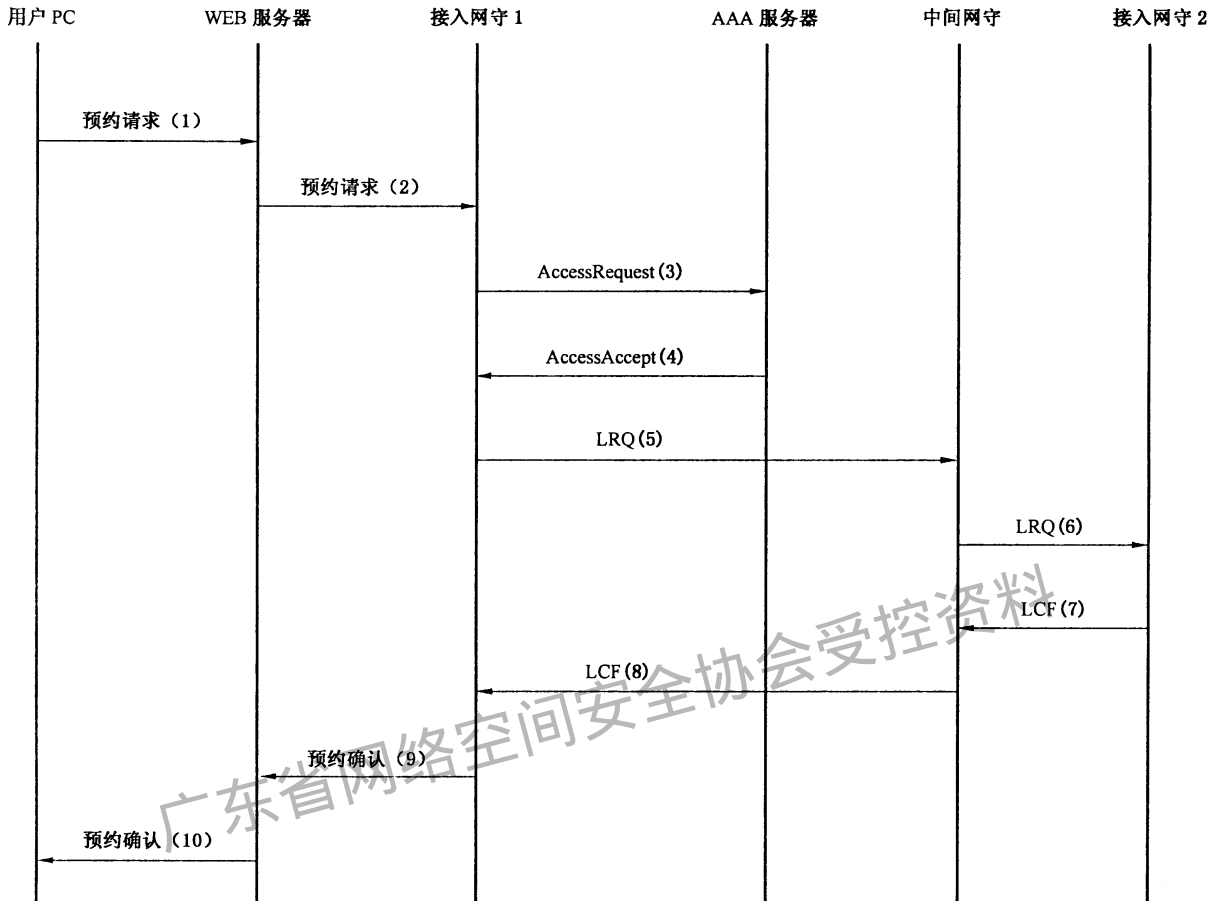 用户 PC
WEB 服务器
接入网守 1
AAA 服务器
中间网守
接入网守 2
预约请求（1）
预约请求（2）
AccessRequest(3)
AccessAccept(4)
LRQ(5)
LRQ(6)
LCF(7)
LCF(8)
预约确认（9）
预约确认（10）
广东省网络空间安全协会受控资料